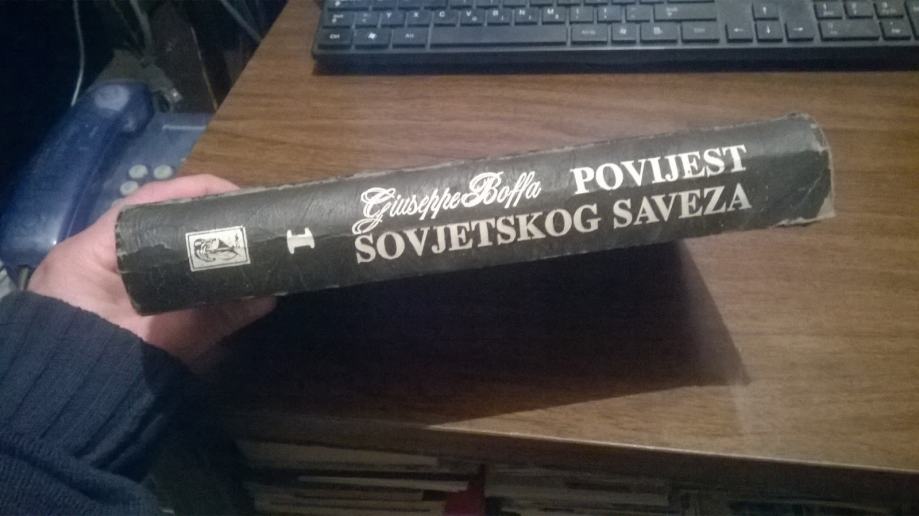 Giuseppe Boffa POVIJEST
SOVJETSKOG SAVEZA
I